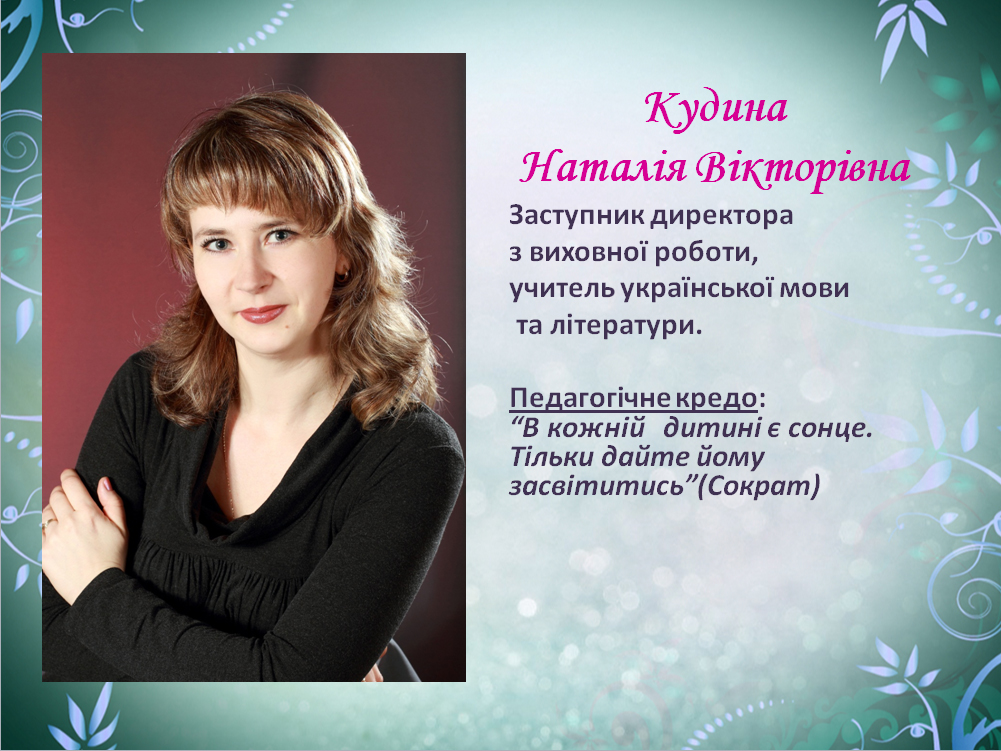 Кудина
Наталія Вікторівна
Заступник директора
з виховної роботи,
учитель української мови
та літератури.
Педагогічне кредо:
“В кожній дитині є сонце.
Тільки дайте йому
засвітитись”(Сократ)